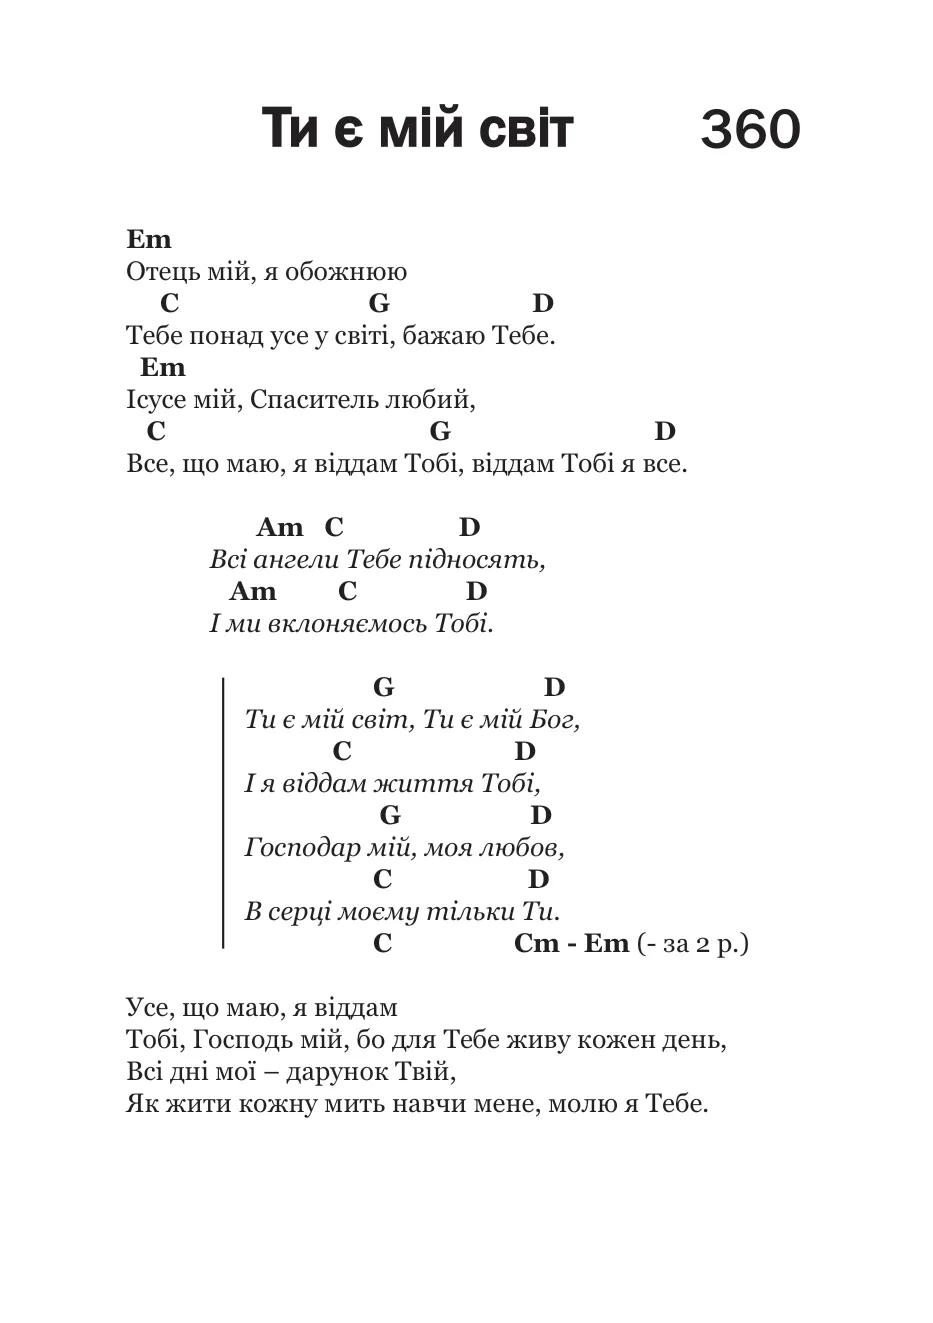 Ти є мій світ 360
Em
Отець мій, я обожнюю
C G D
Тебе понад усе у світі, бажаю Тебе.
Em
Ісусе мій, Спаситель любий,
C G D
Все, що маю, я віддам Тобі, віддам Тобі я все.
Am C D
Всі ангели Тебе підносять,
Am C D
І ми вклоняємось Тобі.
G D
Ти є мій світ, Ти є мій Бог,
C D
І я віддам життя Тобі,
G D
Господар мій, моя любов,
C D
В серці моєму тільки Ти.
C Cm - Em (- за 2 р.)
Усе, що маю, я віддам
Тобі, Господь мій, бо для Тебе живу кожен день,
Всі дні мої – дарунок Твій,
Як жити кожну мить навчи мене, молю я Тебе.